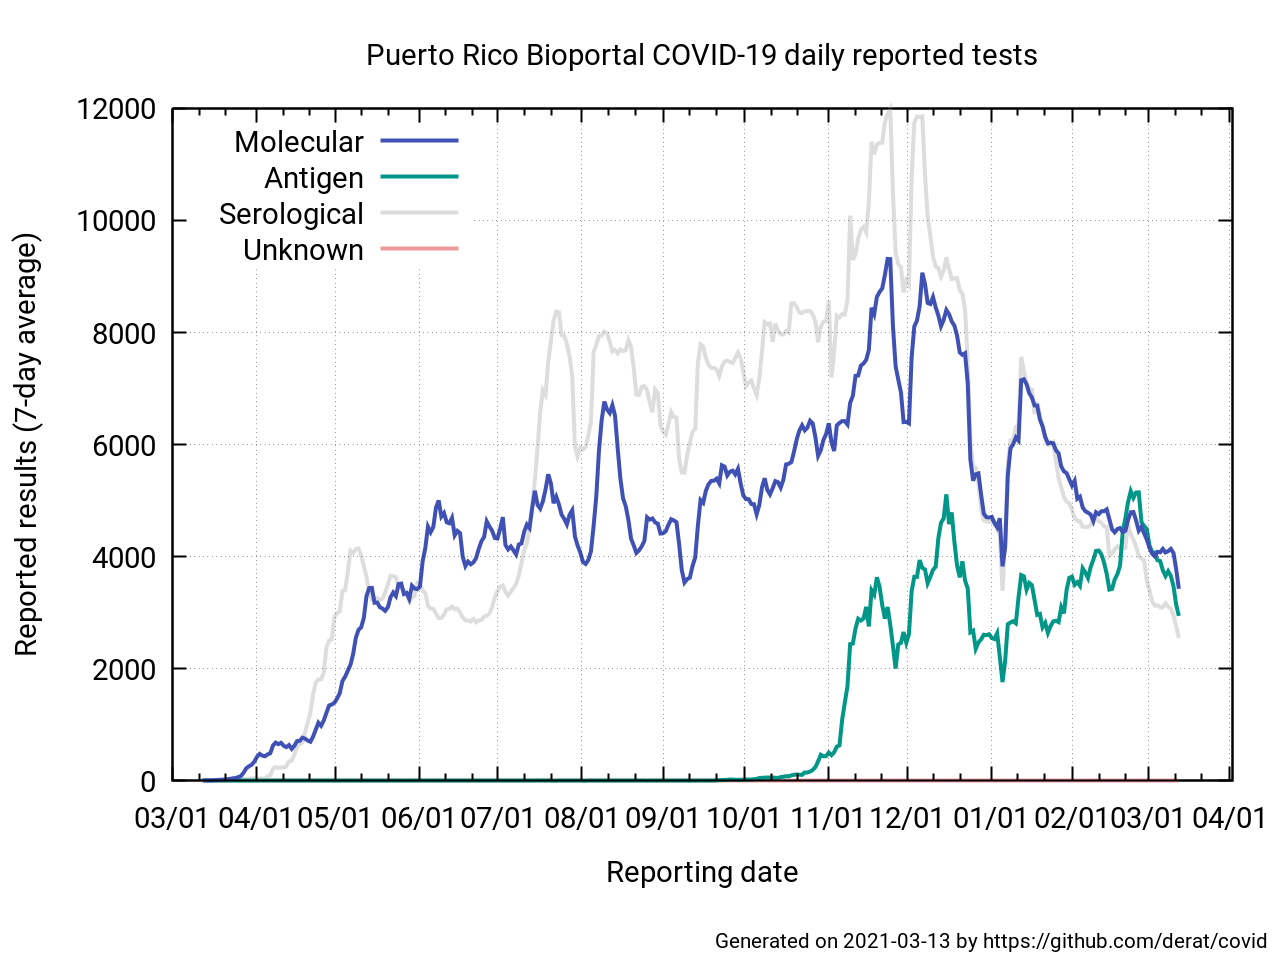 Puerto Rico Bioportal COVID-19 daily reported tests
Molecular
Antigen
Serological
Unknown
Reported results (7-day average)
12000
10000
8000
6000
4000
2000
0
03/01 04/01 05/01 06/01 07/01 08/01 09/01 10/01 11/01 12/01 01/01 02/01 03/01 04/01
Reporting date
Generated on 2021-03-13 by https://github.com/derat/covid